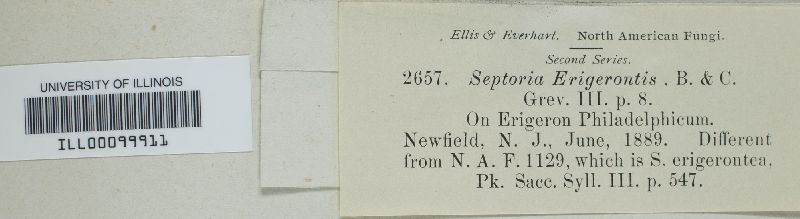 UNIVERSITY OF ILLINOIS
ILL00099911
Ellis & Everhart. North American Fungi.
Second Series.
2657. Septoria Erigerontis . B. & C.
Grev. III. p. 8.
On Erigeron Philadelphicum.
Newfield, N. J., June, 1889. Different
from N. A. F. 1129, which is S. erigerontea,
Pk. Sacc. Syll. III. p. 547.